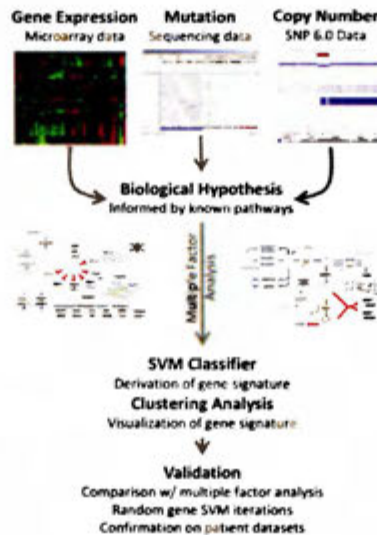 Gene Expression
Microarray data
Mutation
Sequencing data
Copy Number
SNP 6.0 Data
Biological Hypothesis
Informed by known pathways
Multiple Factor
Analysis
SVM Classifier
Derivation of gene signature
Clustering Analysis
Visualization of gene signature
Validation
Comparison w/ multiple factor analysis
Random gene SVM iterations
Confirmation on patient datasets